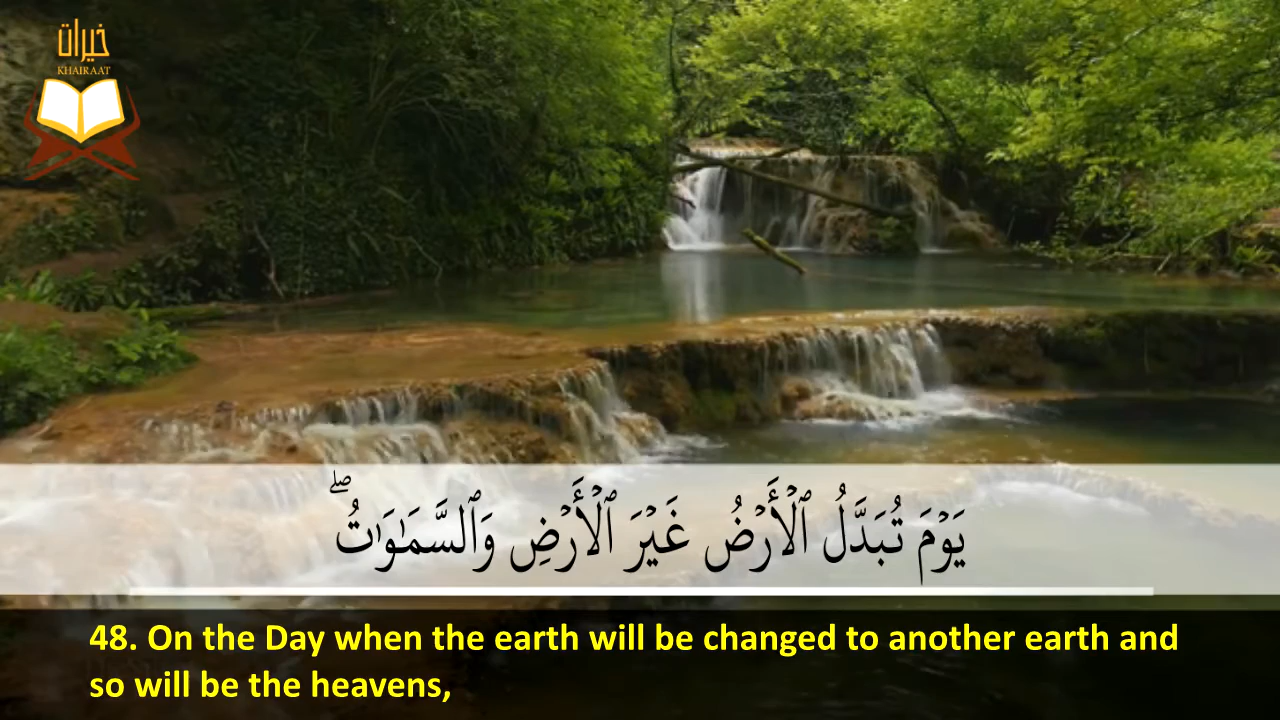 خيرات
KHAIRAAT
يَوْمَ تُبَدَّلُ ٱلْأَرْضُ غَيْرَ ٱلْأَرْضِ وَٱلسَّمَـٰوَٰتُ ۖ
48. On the Day when the earth will be changed to another earth and
so will be the heavens,